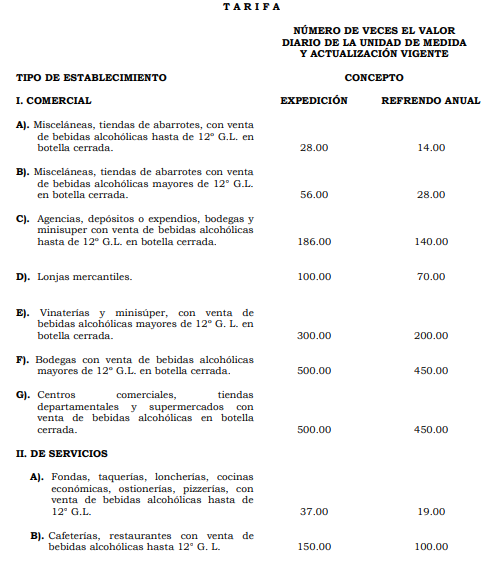 T A R I F A
NÚMERO DE VECES EL VALOR
DIARIO DE LA UNIDAD DE MEDIDA
Y ACTUALIZACIÓN VIGENTE
TIPO DE ESTABLECIMIENTO CONCEPTO
I. COMERCIAL EXPEDICIÓN REFRENDO ANUAL
A). Misceláneas, tiendas de abarrotes, con venta
de bebidas alcohólicas hasta de 12º G.L. en
botella cerrada. 28.00 14.00
B). Misceláneas, tiendas de abarrotes con venta
de bebidas alcohólicas mayores de 12° G.L.
en botella cerrada. 56.00 28.00
C). Agencias, depósitos o expendios, bodegas y
minisuper con venta de bebidas alcohólicas
hasta de 12º G.L. en botella cerrada. 186.00 140.00
D). Lonjas mercantiles. 100.00 70.00
E). Vinaterías y minisúper, con venta de
bebidas alcohólicas mayores de 12º G. L. en
botella cerrada. 300.00 200.00
F). Bodegas con venta de bebidas alcohólicas
mayores de 12º G.L. en botella cerrada. 500.00 450.00
G). Centros comerciales, tiendas
departamentales y supermercados con
venta de bebidas alcohólicas en botella
cerrada. 500.00 450.00
II. DE SERVICIOS
A). Fondas, taquerías, loncherías, cocinas
económicas, ostionerías, pizzerías, con
venta de bebidas alcohólicas hasta de
12° G.L. 37.00 19.00
B). Cafeterías, restaurantes con venta de
bebidas alcohólicas hasta 12° G. L. 150.00 100.00